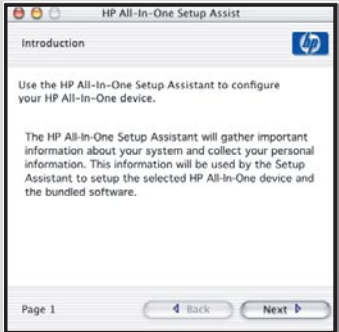 HP All-In-One Setup Assist
Introduction
hp
Use the HP All-In-One Setup Assistant to configure
your HP All-In-One device.
The HP All-In-One Setup Assistant will gather important
information about your system and collect your personal
information. This information will be used by the Setup
Assistant to setup the selected HP All-In-One device and
the bundled software.
Page 1
Back
Next